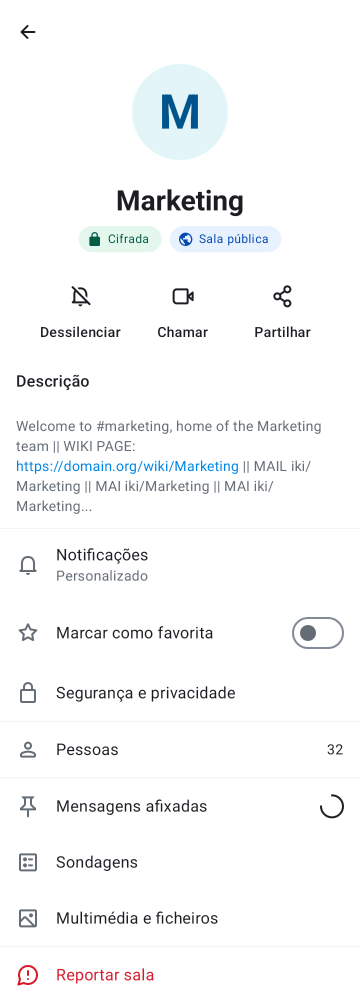 M
Marketing
Cifrada
Sala pública
Dessilenciar
Chamar
Partilhar
Descrição
Welcome to #marketing, home of the Marketing
team || WIKI PAGE:
https://domain.org/wiki/Marketing || MAIL iki/
Marketing || MAI iki/Marketing || MAI iki/
Marketing...
Notificações
Personalizado
Marcar como favorita
Segurança e privacidade
Pessoas 32
Mensagens afixadas
Sondagens
Multimédia e ficheiros
Reportar sala